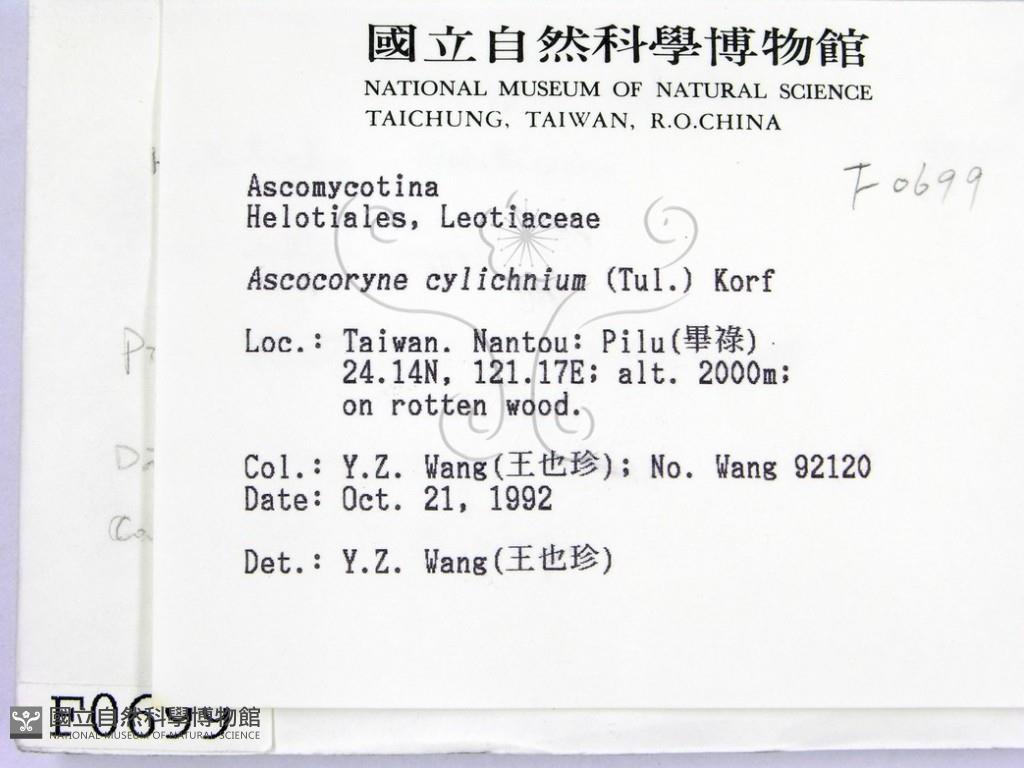 國立自然科學博物館
NATIONAL MUSEUM OF NATURAL SCIENCE
TAICHUNG, TAIWAN, R.O.CHINA
F0699
Ascomycotina
Helotiales, Leotiaceae
Ascocoryne cylichnium (Tul.) Korf
Loc.: Taiwan. Nantou: Pilu(畢祿)
24.14N, 121.17E; alt. 2000m;
on rotten wood.
Col.: Y.Z. Wang(王也珍); No. Wang 92120
Date: Oct. 21, 1992
Det.: Y.Z. Wang(王也珍)
F0699
國立自然科學博物館
NATIONAL MUSEUM OF NATURAL SCIENCE